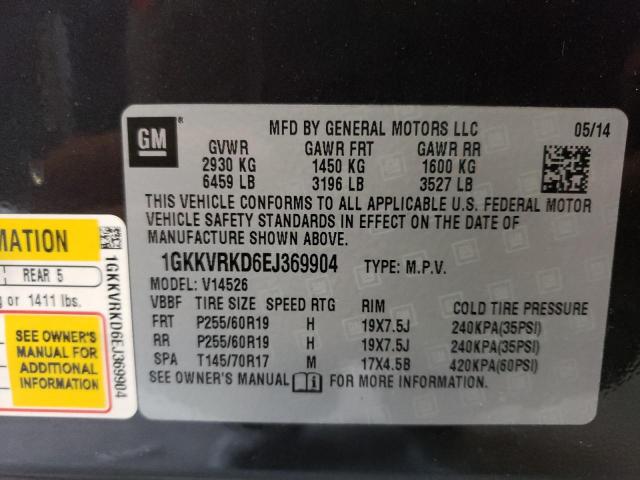 GM
MFD BY GENERAL MOTORS LLC 05/14
GVWR GAWR FRT GAWR RR
2930 KG 1450 KG 1600 KG
6459 LB 3196 LB 3527 LB
THIS VEHICLE CONFORMS TO ALL APPLICABLE U.S. FEDERAL MOTOR
VEHICLE SAFETY STANDARDS IN EFFECT ON THE DATE OF
MANUFACTURE SHOWN ABOVE.
1GKKVRKD6EJ369904 TYPE: M.P.V.
MODEL: V14526
VBBF TIRE SIZE SPEED RTG RIM COLD TIRE PRESSURE
FRT P255/60R19 H 19X7.5J 240KPA(35PSI)
RR P255/60R19 H 19X7.5J 240KPA(35PSI)
SPA T145/70R17 M 17X4.5B 420KPA(60PSI)
SEE OWNER'S MANUAL FOR MORE INFORMATION.
MATION
REAR 5
or 1411 lbs.
SEE OWNER'S
MANUAL FOR
ADDITIONAL
INFORMATION
1GKKVRKD6EJ369904